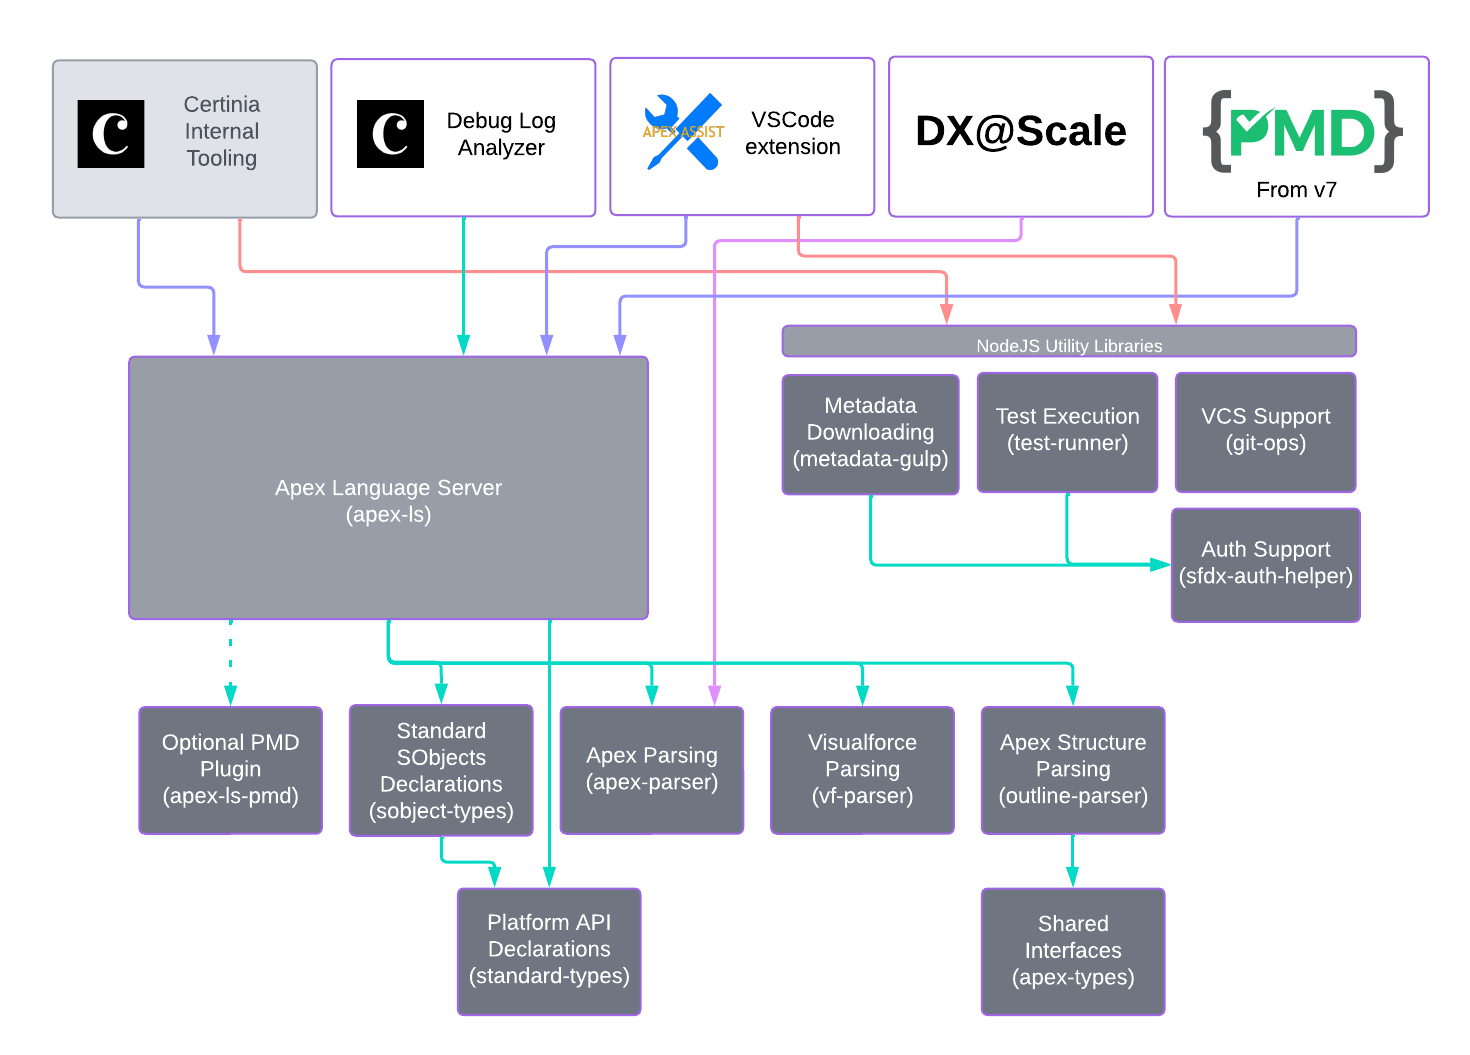 Certinia
Internal
Tooling
Debug Log
Analyzer
APEX ASSIST
VSCode
extension
DX@Scale
{PMD}
From v7
NodeJS Utility Libraries
Metadata
Downloading
(metadata-gulp)
Test Execution
(test-runner)
VCS Support
(git-ops)
Apex Language Server
(apex-ls)
Auth Support
(sfdx-auth-helper)
Optional PMD
Plugin
(apex-ls-pmd)
Standard
SObjects
Declarations
(sobject-types)
Apex Parsing
(apex-parser)
Visualforce
Parsing
(vf-parser)
Apex Structure
Parsing
(outline-parser)
Platform API
Declarations
(standard-types)
Shared
Interfaces
(apex-types)